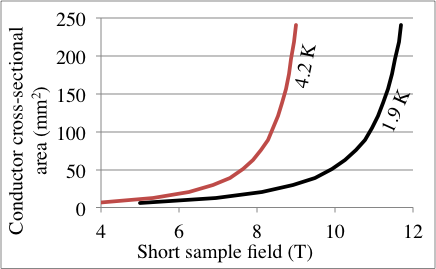 Conductor cross-sectional
area (mm²)
250
200
150
100
50
0
4.2 K
1.9 K
4 6 8 10 12
Short sample field (T)